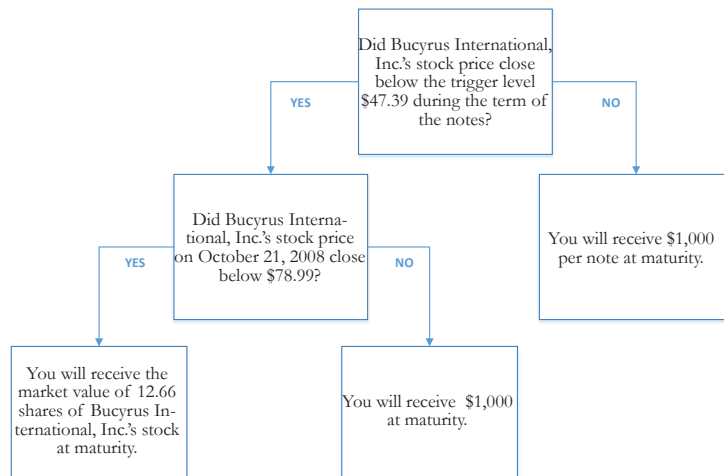 Did Bucyrus International,
Inc.'s stock price close
below the trigger level
$47.39 during the term of
the notes?
YES
NO
Did Bucyrus Interna-
tional, Inc.'s stock price
on October 21, 2008 close
below $78.99?
You will receive $1,000
per note at maturity.
YES
NO
You will receive the
market value of 12.66
shares of Bucyrus In-
ternational, Inc.'s stock
at maturity.
You will receive $1,000
at maturity.